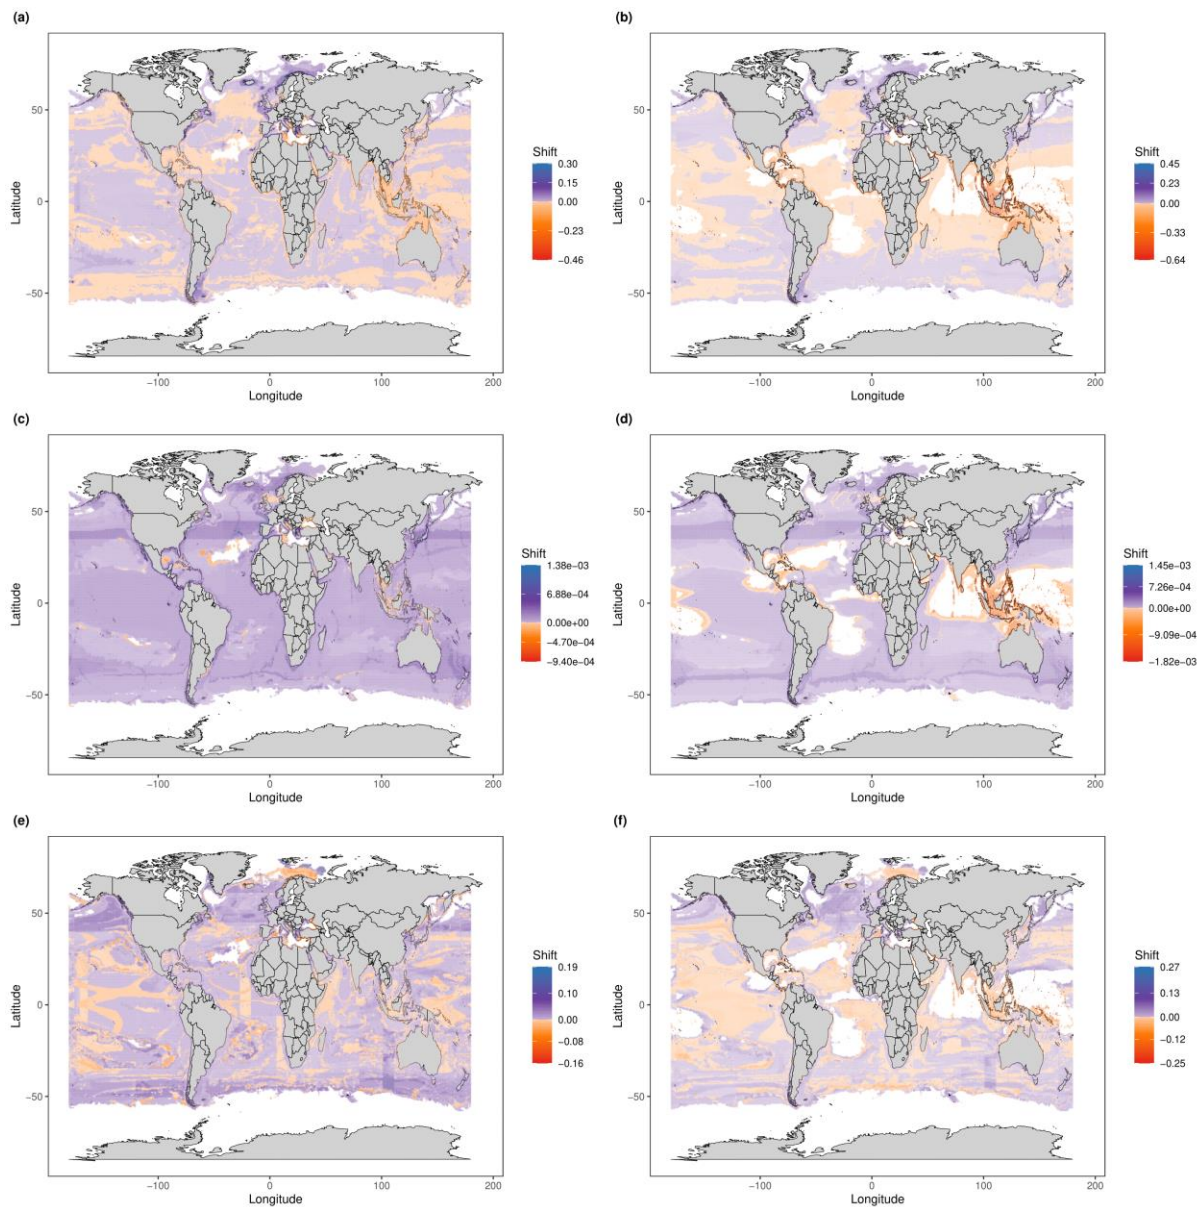 (a)
(b)
Latitude
50
0
−50
−100
0
100
200
Longitude
Shift
0.30
0.15
0.00
−0.23
−0.46
Latitude
50
0
−50
−100
0
100
200
Longitude
Shift
0.45
0.23
0.00
−0.33
−0.64
(c)
(d)
Latitude
50
0
−50
−100
0
100
200
Longitude
Shift
1.38e−03
6.88e−04
0.00e+00
−4.70e−04
−9.40e−04
Latitude
50
0
−50
−100
0
100
200
Longitude
Shift
1.45e−03
7.26e−04
0.00e+00
−9.09e−04
−1.82e−03
(e)
(f)
Latitude
50
0
−50
−100
0
100
200
Longitude
Shift
0.19
0.10
0.00
−0.08
−0.16
Latitude
50
0
−50
−100
0
100
200
Longitude
Shift
0.27
0.13
0.00
−0.12
−0.25